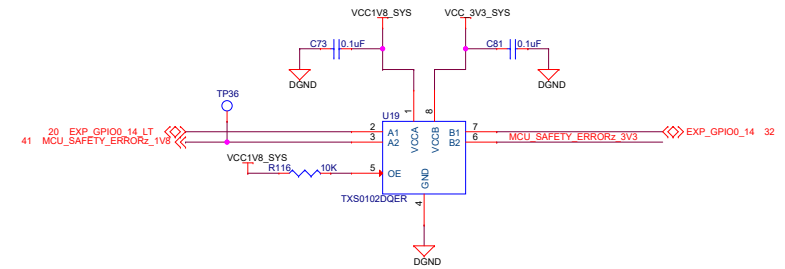 VCC1V8_SYS VCC_3V3_SYS
C73 0.1uF C81 0.1uF
DGND DGND
TP36
1 8
U19
20 EXP_GPIO0_14_LT 2 A1 VCCA VCCB B1 7 EXP_GPIO0_14 32
41 MCU_SAFETY_ERRORz_1V8 3 A2 B2 6 MCU_SAFETY_ERRORz_3V3
VCC1V8_SYS
R116 10K 5 OE GND
TXS0102DQER
4
DGND